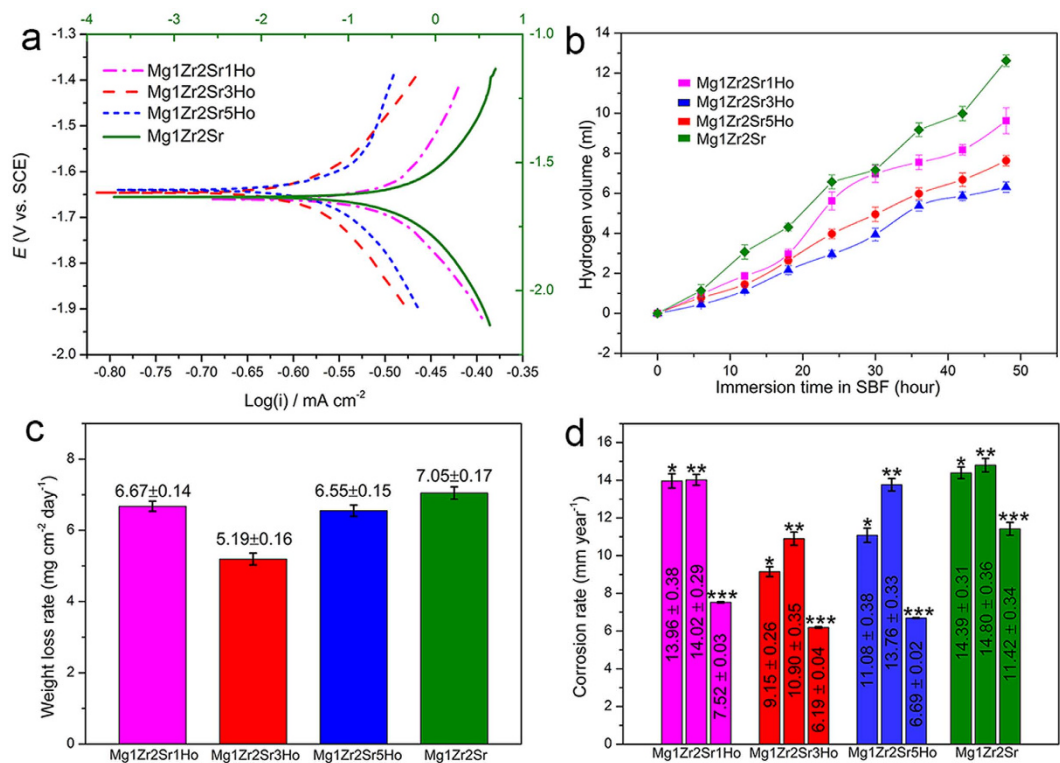 a
-4 -3 -2 -1 0 1
-1.3
-1.4
-1.5
-1.6
-1.7
-1.8
-1.9
-2.0
E (V vs. SCE)
Mg1Zr2Sr1Ho
Mg1Zr2Sr3Ho
Mg1Zr2Sr5Ho
Mg1Zr2Sr
-1.0
-1.5
-2.0
-0.80 -0.75 -0.70 -0.65 -0.60 -0.55 -0.50 -0.45 -0.40 -0.35
Log(i) / mA cm⁻²
b
14
12
10
8
6
4
2
0
-2
Hydrogen volume (ml)
Mg1Zr2Sr1Ho
Mg1Zr2Sr3Ho
Mg1Zr2Sr5Ho
Mg1Zr2Sr
0 10 20 30 40 50
Immersion time in SBF (hour)
c
8
6
4
2
0
Weight loss rate (mg cm⁻² day⁻¹)
6.67±0.14
5.19±0.16
6.55±0.15
7.05±0.17
Mg1Zr2Sr1Ho Mg1Zr2Sr3Ho Mg1Zr2Sr5Ho Mg1Zr2Sr
d
16
14
12
10
8
6
4
2
0
Corrosion rate (mm year⁻¹)
* ** ***
13.96 ± 0.38
14.02 ± 0.29
7.52 ± 0.03
* ** ***
9.15 ± 0.26
10.90 ± 0.35
6.19 ± 0.04
* ** ***
11.08 ± 0.38
13.76 ± 0.33
6.69 ± 0.02
* ** ***
14.39 ± 0.31
14.80 ± 0.36
11.42 ± 0.34
Mg1Zr2Sr1Ho Mg1Zr2Sr3Ho Mg1Zr2Sr5Ho Mg1Zr2Sr